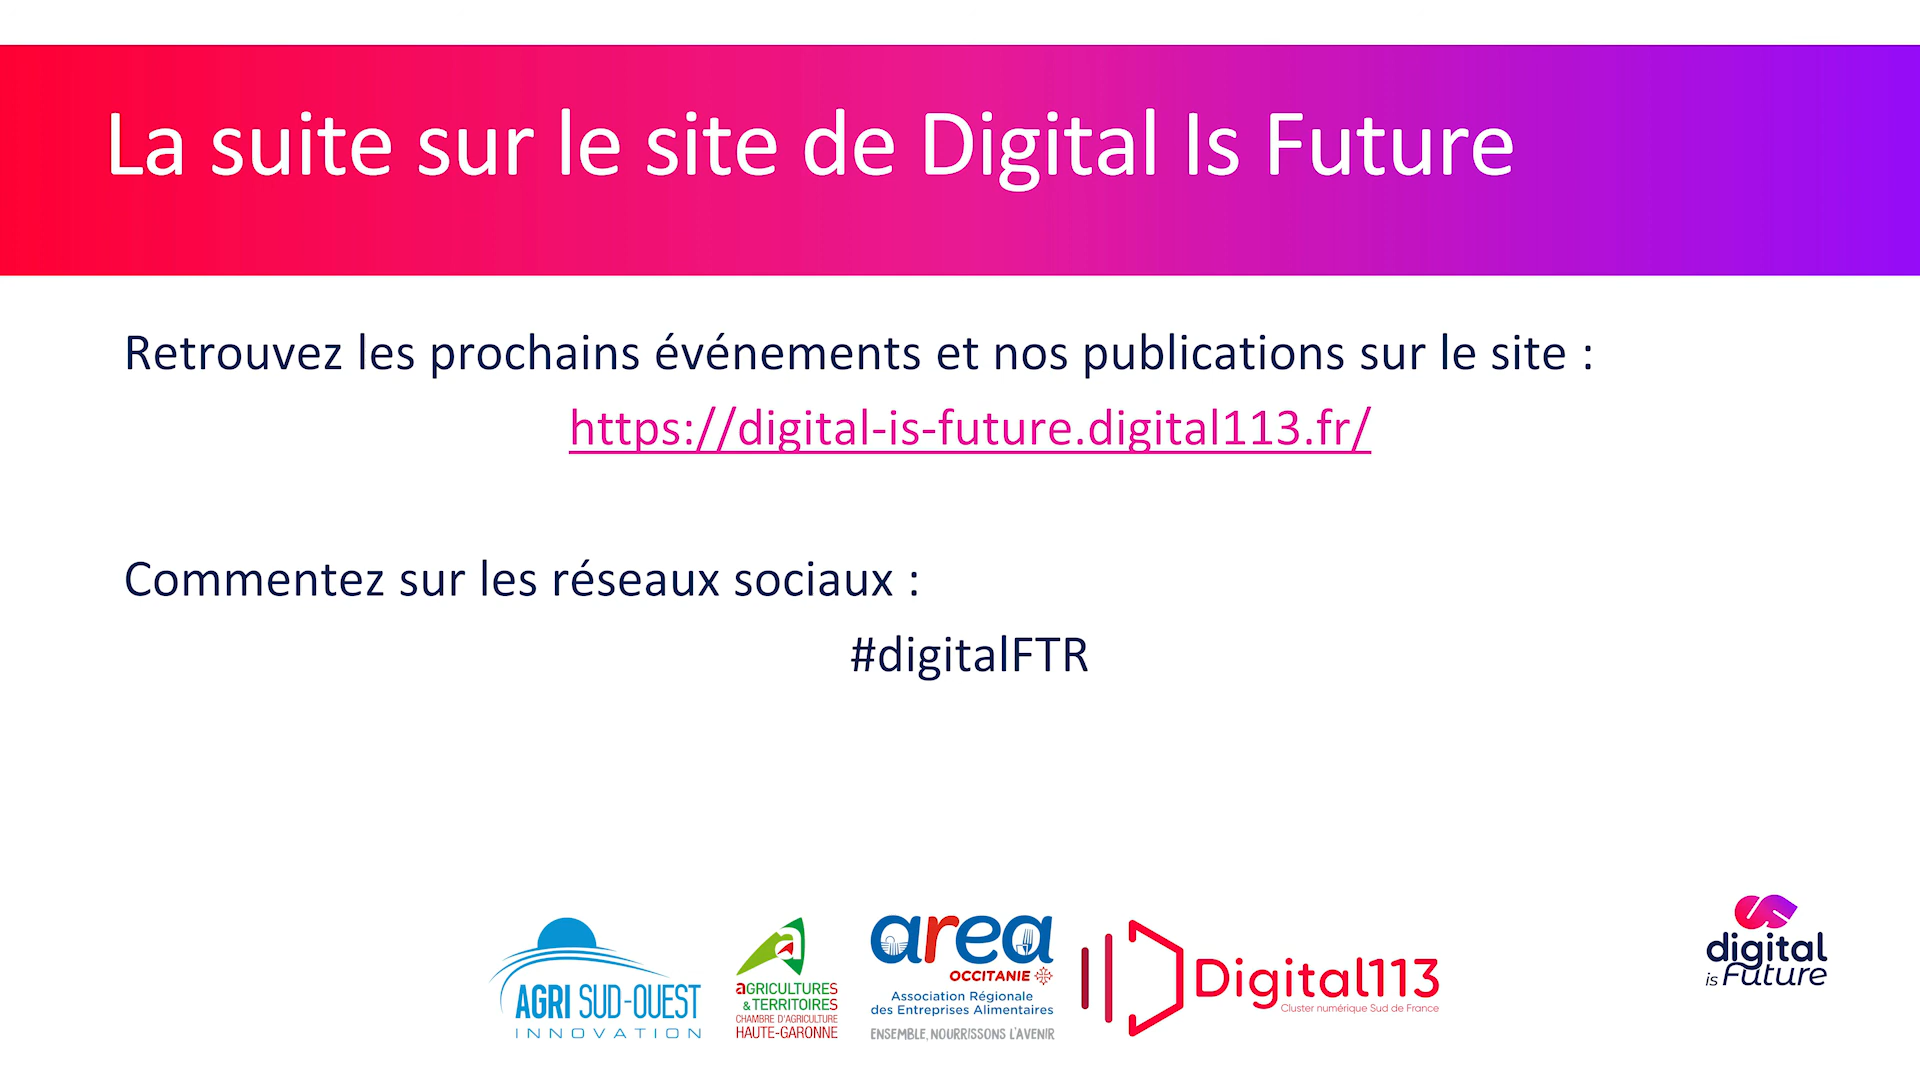 La suite sur le site de Digital Is Future
Retrouvez les prochains événements et nos publications sur le site :
https://digital-is-future.digital113.fr/
Commentez sur les réseaux sociaux :
#digitalFTR
AGRI SUD-OUEST
INNOVATION
aGRICULTURES
& TERRITOIRES
CHAMBRE D'AGRICULTURE
HAUTE-GARONNE
area
OCCITANIE
Association Régionale
des Entreprises Alimentaires
ENSEMBLE, NOURRISSONS L'AVENIR
Digital113
Cluster numérique Sud de France
digital
is Future